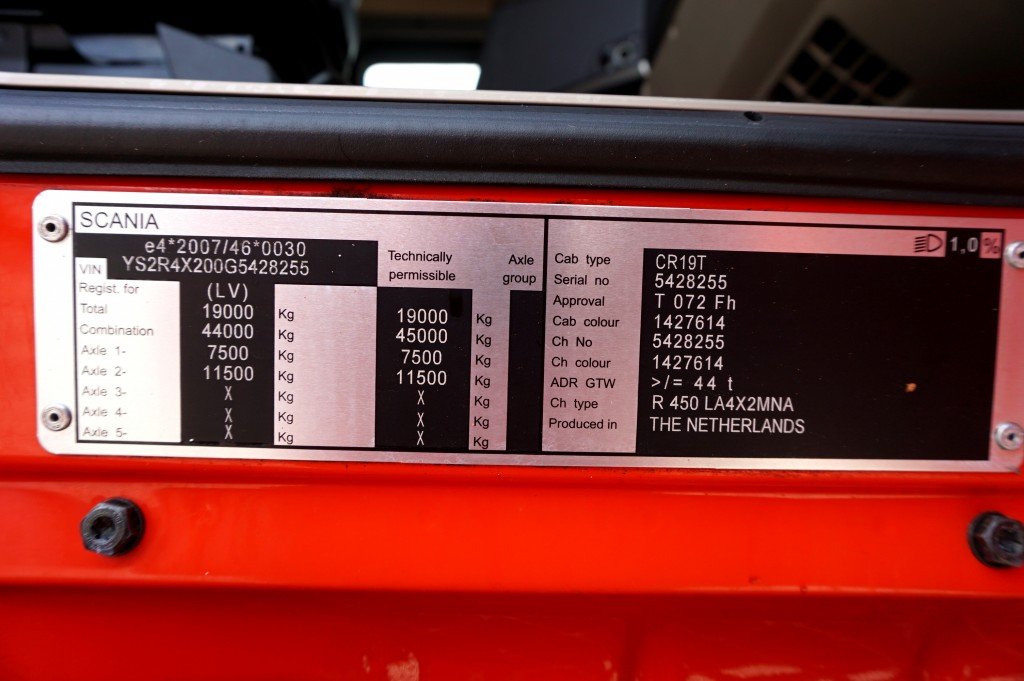 SCANIA
1,0 %
e4*2007/46*0030
VIN YS2R4X200G5428255
Technically permissible
Axle group
Regist. for (LV)
Total 19000 Kg 19000 Kg
Combination 44000 Kg 45000 Kg
Axle 1- 7500 Kg 7500 Kg
Axle 2- 11500 Kg 11500 Kg
Axle 3- X Kg X Kg
Axle 4- X Kg X Kg
Axle 5- X Kg X Kg
Cab type CR19T
Serial no 5428255
Approval T 072 Fh
Cab colour 1427614
Ch No 5428255
Ch colour 1427614
ADR GTW >/= 44 t
Ch type R 450 LA4X2MNA
Produced in THE NETHERLANDS